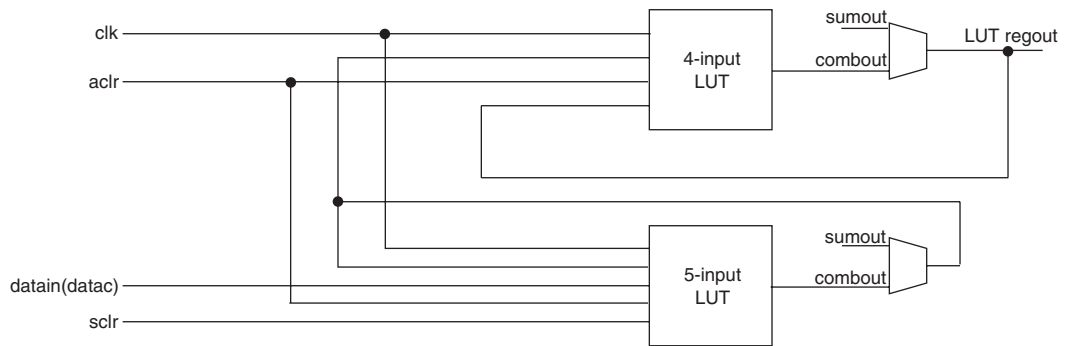 clk
aclr
4-input
LUT
sumout
combout
LUT regout
datain(datac)
sclr
5-input
LUT
sumout
combout